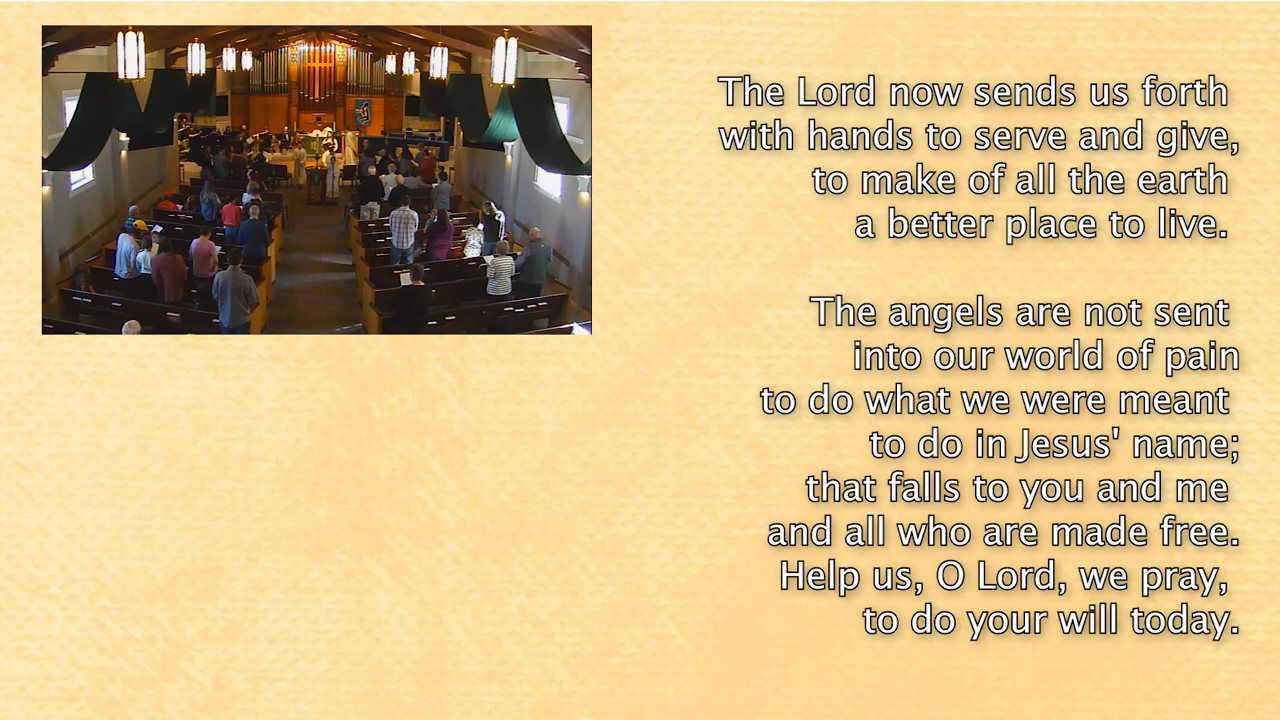 The Lord now sends us forth
with hands to serve and give,
to make of all the earth
a better place to live.
The angels are not sent
into our world of pain
to do what we were meant
to do in Jesus' name;
that falls to you and me
and all who are made free.
Help us, O Lord, we pray,
to do your will today.